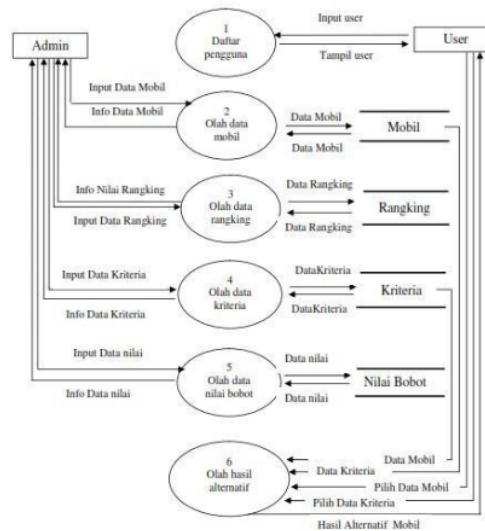 1
Daftar
pengguna
Input user
Tampil user
Admin
User
Input Data Mobil
Info Data Mobil
2
Olah data
mobil
Data Mobil
Data Mobil
Mobil
Info Nilai Rangking
Input Data Rangking
3
Olah data
rangking
Data Rangking
Data Rangking
Rangking
Input Data Kriteria
Info Data Kriteria
4
Olah data
kriteria
DataKriteria
DataKriteria
Kriteria
Input Data nilai
Info Data nilai
5
Olah data
nilai bobot
Data nilai
Data nilai
Nilai Bobot
6
Olah hasil
alternatif
Data Mobil
Data Kriteria
Pilih Data Mobil
Pilih Data Kriteria
Hasil Alternatif Mobil